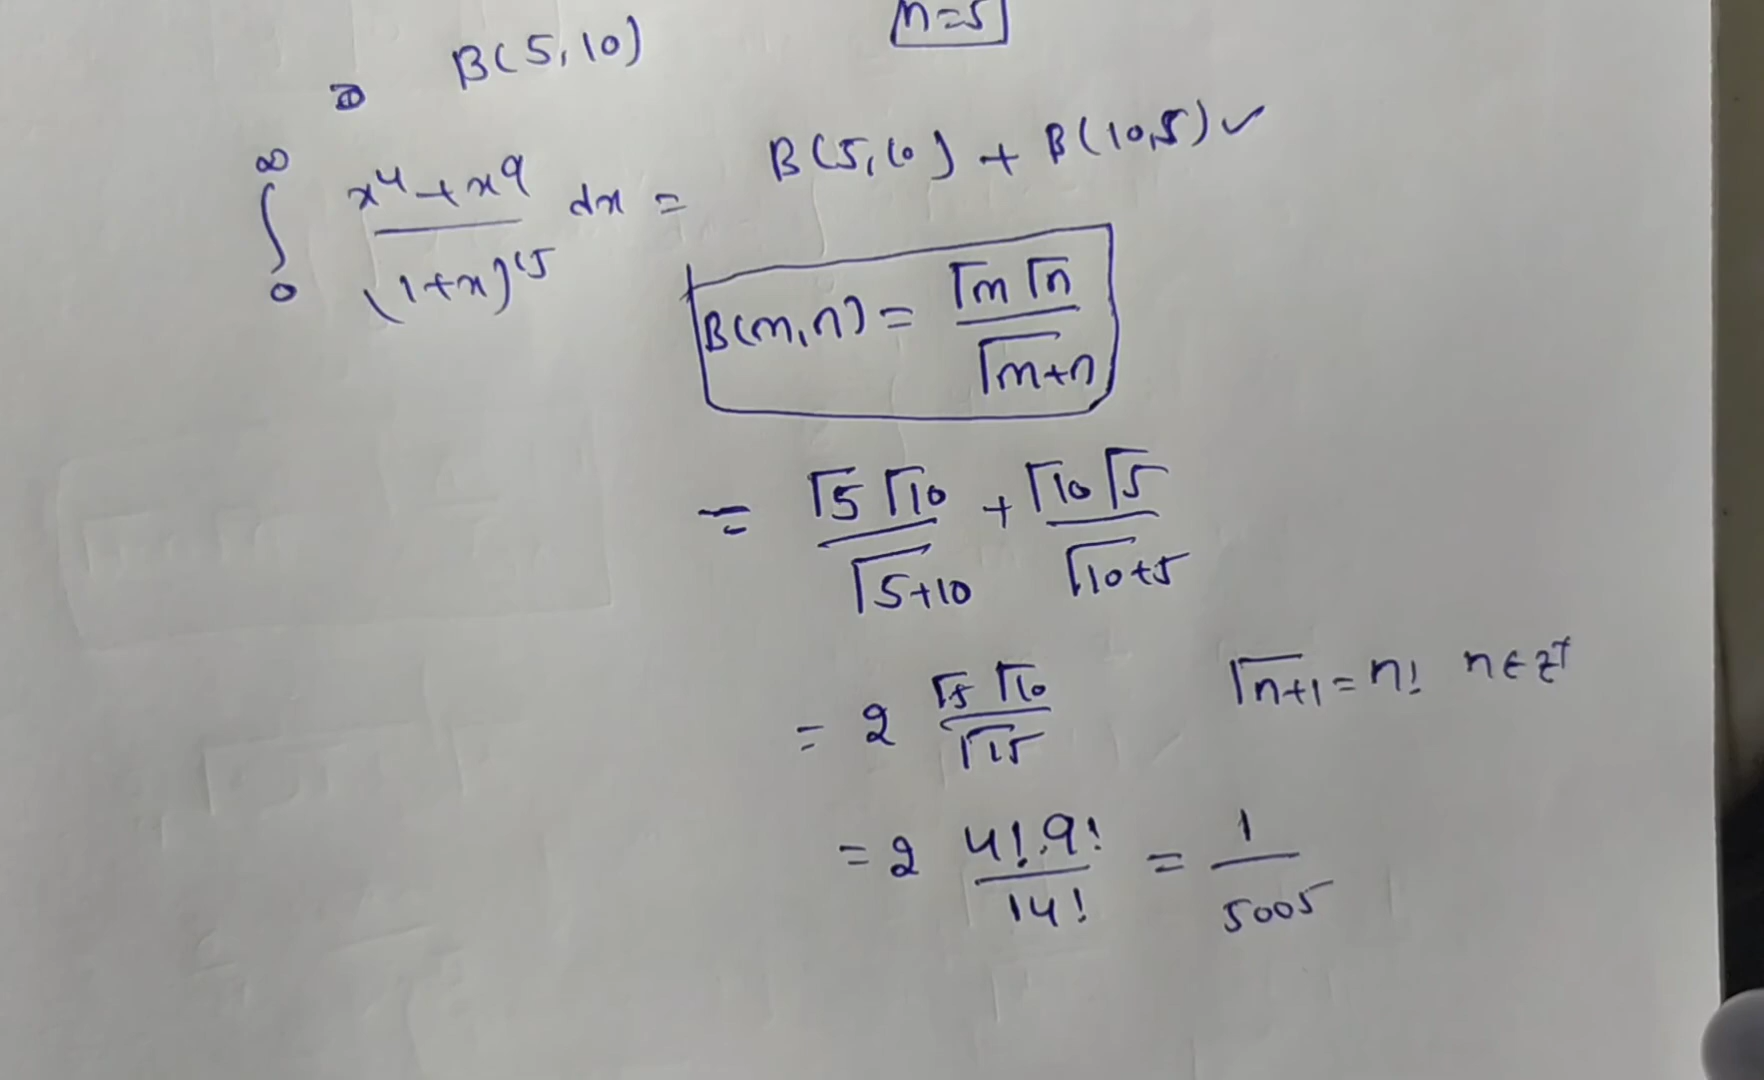 ⇒ B(5,10) n=5
∞∫0 x⁴+x⁹/(1+x)¹⁵ dx = B(5,10) + B(10,5) ✓
B(m,n) = Γm Γn/Γm+n
= Γ5 Γ10/Γ5+10 + Γ10 Γ5/Γ10+5
= 2 Γ5 Γ10/Γ15 Γn+1 = n! n∈z⁺
= 2 4!.9!/14! = 1/5005